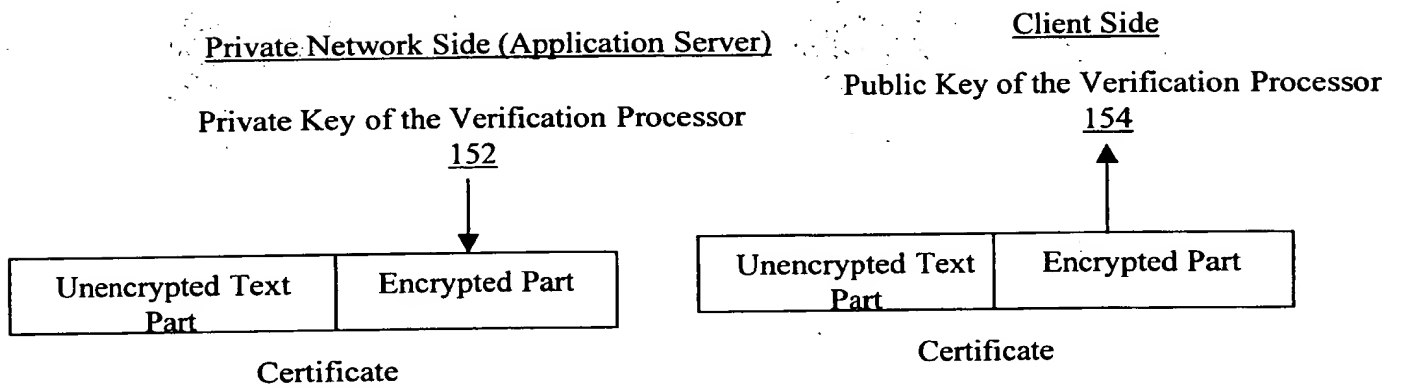 Private Network Side (Application Server)
Private Key of the Verification Processor
152
Unencrypted Text
Part
Encrypted Part
Certificate
Client Side
Public Key of the Verification Processor
154
Unencrypted Text
Part
Encrypted Part
Certificate